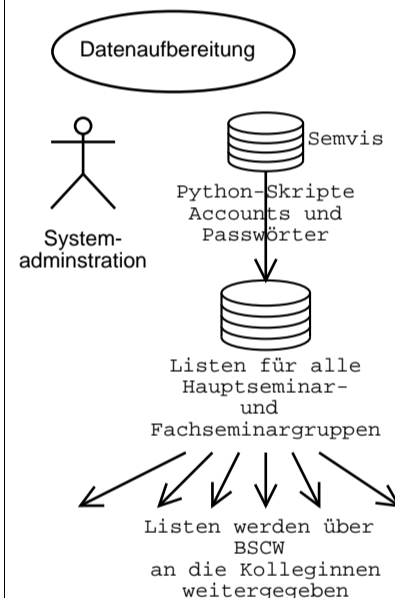 Datenaufbereitung
Semvis
Python-Skripte
Accounts und
Passwörter
System-
adminstration
Listen für alle
Hauptseminar-
und
Fachseminargruppen
Listen werden über
BSCW
an die Kolleginnen
weitergegeben